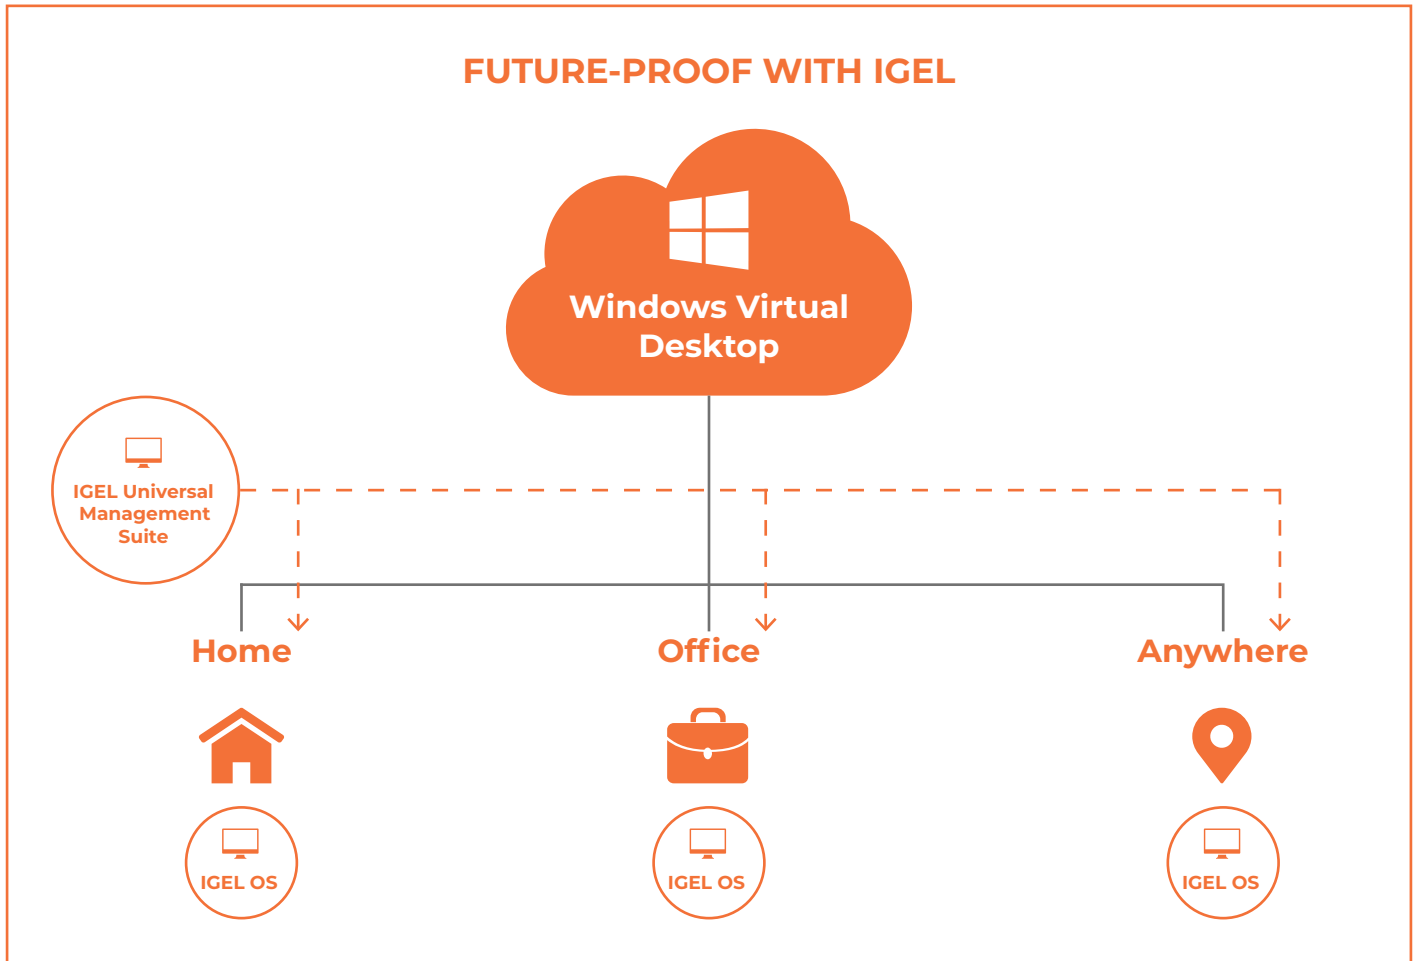 FUTURE-PROOF WITH IGEL
Windows Virtual
Desktop
IGEL Universal
Management
Suite
Home
Office
Anywhere
IGEL OS
IGEL OS
IGEL OS